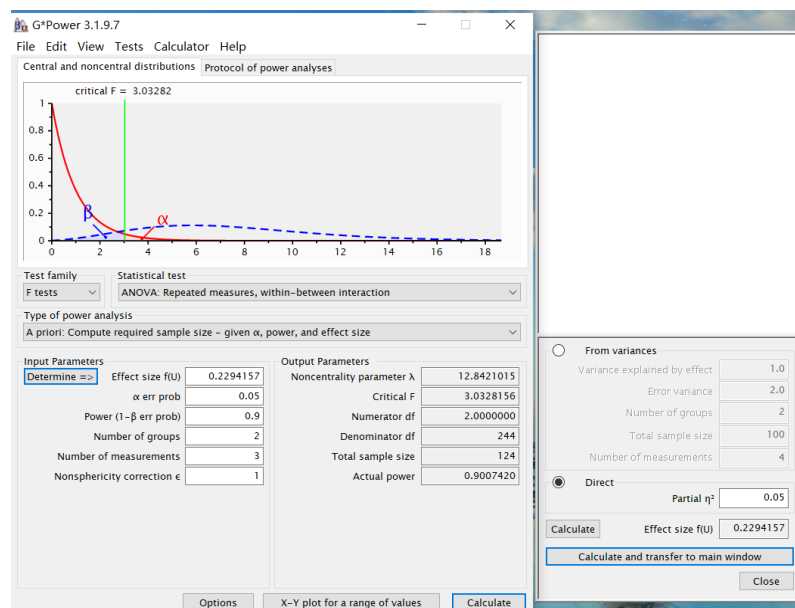 G*Power 3.1.9.7
File Edit View Tests Calculator Help
Central and noncentral distributions Protocol of power analyses
critical F = 3.03282
1
0.8
0.6
0.4
0.2
0
β
α
0 2 4 6 8 10 12 14 16 18
Test family Statistical test
F tests ANOVA: Repeated measures, within-between interaction
Type of power analysis
A priori: Compute required sample size - given α, power, and effect size
Input Parameters Output Parameters
Determine => Effect size f(U) 0.2294157 Noncentrality parameter λ 12.8421015
α err prob 0.05 Critical F 3.0328156
Power (1-β err prob) 0.9 Numerator df 2.0000000
Number of groups 2 Denominator df 244
Number of measurements 3 Total sample size 124
Nonsphericity correction ε 1 Actual power 0.9007420
Options X-Y plot for a range of values Calculate
From variances
Variance explained by effect 1.0
Error variance 2.0
Number of groups 2
Total sample size 100
Number of measurements 4
Direct
Partial η² 0.05
Calculate Effect size f(U) 0.2294157
Calculate and transfer to main window
Close